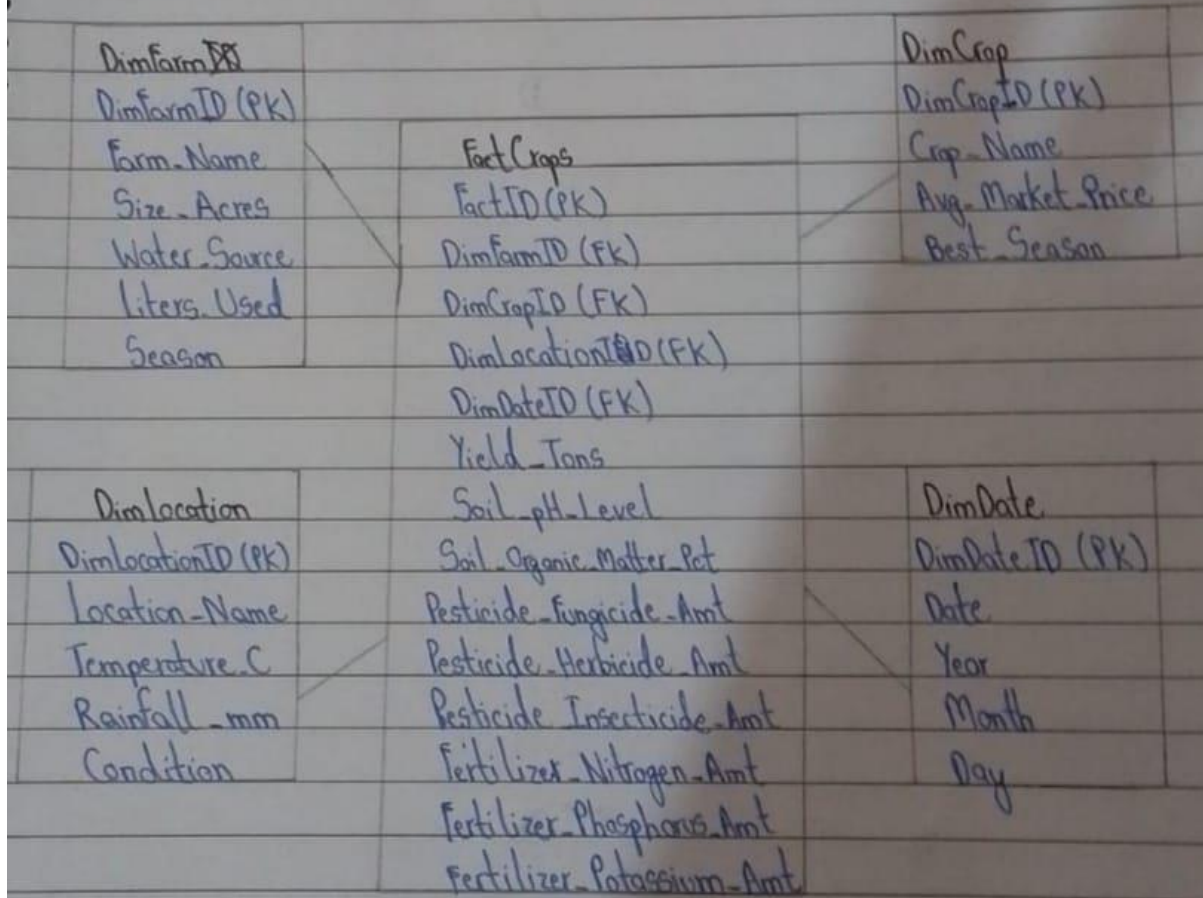 DimFarm
DimFarmID (PK)
Farm_Name
Size_Acres
Water_Source
Liters_Used
Season
FactCrops
FactID (PK)
DimFarmID (FK)
DimCropID (FK)
DimLocationID (FK)
DimDateID (FK)
Yield_Tons
Soil_pH_Level
Soil_Organic_Matter_Pct
Pesticide_Fungicide_Amt
Pesticide_Herbicide_Amt
Pesticide_Insecticide_Amt
Fertilizer_Nitrogen_Amt
Fertilizer_Phosphorus_Amt
Fertilizer_Potassium_Amt
DimCrop
DimCropID (PK)
Crop_Name
Avg_Market_Price
Best_Season
DimLocation
DimLocationID (PK)
Location_Name
Temperature_C
Rainfall_mm
Condition
DimDate
DimDateID (PK)
Date
Year
Month
Day